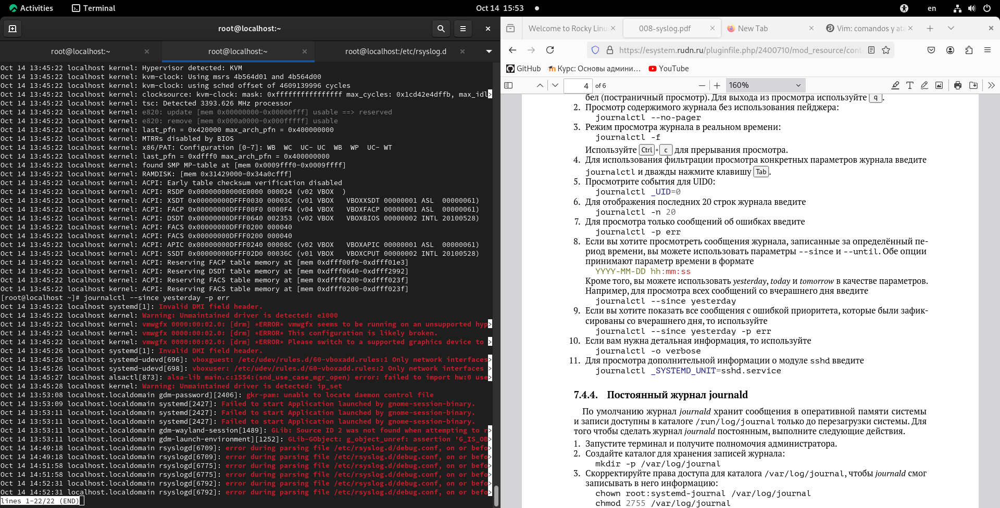 Activities
Terminal
Oct 14 15:53
en
root@localhost:~
root@localhost:~
root@localhost:~
root@localhost:/etc/rsyslog.d
Oct 14 13:45:22 localhost kernel: Hypervisor detected: KVM
Oct 14 13:45:22 localhost kernel: kvm-clock: Using msrs 4b564d01 and 4b564d00
Oct 14 13:45:22 localhost kernel: kvm-clock: using sched offset of 4609139996 cycles
Oct 14 13:45:22 localhost kernel: clocksource: kvm-clock: mask: 0xffffffffffffffff max_cycles: 0x1cd42e4dffb, max_idl>
Oct 14 13:45:22 localhost kernel: tsc: Detected 3393.626 MHz processor
Oct 14 13:45:22 localhost kernel: e820: update [mem 0x00000000-0x00000fff] usable ==> reserved
Oct 14 13:45:22 localhost kernel: e820: remove [mem 0x000a0000-0x000fffff] usable
Oct 14 13:45:22 localhost kernel: last_pfn = 0x420000 max_arch_pfn = 0x400000000
Oct 14 13:45:22 localhost kernel: MTRRs disabled by BIOS
Oct 14 13:45:22 localhost kernel: x86/PAT: Configuration [0-7]: WB  WC  UC- UC  WB  WP  UC- WT
Oct 14 13:45:22 localhost kernel: last_pfn = 0xdfff0 max_arch_pfn = 0x400000000
Oct 14 13:45:22 localhost kernel: found SMP MP-table at [mem 0x0009fff0-0x0009ffff]
Oct 14 13:45:22 localhost kernel: RAMDISK: [mem 0x31429000-0x34a0cfff]
Oct 14 13:45:22 localhost kernel: ACPI: Early table checksum verification disabled
Oct 14 13:45:22 localhost kernel: ACPI: RSDP 0x00000000000E0000 000024 (v02 VBOX  )
Oct 14 13:45:22 localhost kernel: ACPI: XSDT 0x00000000DFFF0030 00003C (v01 VBOX   VBOXXSDT 00000001 ASL  00000061)
Oct 14 13:45:22 localhost kernel: ACPI: FACP 0x00000000DFFF00F0 0000F4 (v04 VBOX   VBOXFACP 00000001 ASL  00000061)
Oct 14 13:45:22 localhost kernel: ACPI: DSDT 0x00000000DFFF0640 002353 (v02 VBOX   VBOXBIOS 00000002 INTL 20100528)
Oct 14 13:45:22 localhost kernel: ACPI: FACS 0x00000000DFFF0200 000040
Oct 14 13:45:22 localhost kernel: ACPI: FACS 0x00000000DFFF0200 000040
Oct 14 13:45:22 localhost kernel: ACPI: APIC 0x00000000DFFF0240 00008C (v02 VBOX   VBOXAPIC 00000001 ASL  00000061)
Oct 14 13:45:22 localhost kernel: ACPI: SSDT 0x00000000DFFF02D0 00036C (v01 VBOX   VBOXCPUT 00000002 INTL 20100528)
Oct 14 13:45:22 localhost kernel: ACPI: Reserving FACP table memory at [mem 0xdfff00f0-0xdfff01e3]
Oct 14 13:45:22 localhost kernel: ACPI: Reserving DSDT table memory at [mem 0xdfff0640-0xdfff2992]
Oct 14 13:45:22 localhost kernel: ACPI: Reserving FACS table memory at [mem 0xdfff0200-0xdfff023f]
Oct 14 13:45:22 localhost kernel: ACPI: Reserving FACS table memory at [mem 0xdfff0200-0xdfff023f]
[root@localhost ~]# journalctl --since yesterday -p err
Oct 14 13:45:22 localhost systemd[1]: Invalid DMI field header.
Oct 14 13:45:22 localhost kernel: Warning: Unmaintained driver is detected: e1000
Oct 14 13:45:22 localhost kernel: vmwgfx 0000:00:02.0: [drm] *ERROR* vmwgfx seems to be running on an unsupported hyp>
Oct 14 13:45:22 localhost kernel: vmwgfx 0000:00:02.0: [drm] *ERROR* This configuration is likely broken.
Oct 14 13:45:22 localhost kernel: vmwgfx 0000:00:02.0: [drm] *ERROR* Please switch to a supported graphics device to >
Oct 14 13:45:26 localhost systemd[1]: Invalid DMI field header.
Oct 14 13:45:26 localhost systemd-udevd[696]: vboxguest: /etc/udev/rules.d/60-vboxadd.rules:1 Only network interfaces>
Oct 14 13:45:26 localhost systemd-udevd[698]: vboxuser: /etc/udev/rules.d/60-vboxadd.rules:2 Only network interfaces >
Oct 14 13:45:27 localhost alsactl[873]: alsa-lib main.c:1554:(snd_use_case_mgr_open) error: failed to import hw:0 use>
Oct 14 13:45:28 localhost kernel: Warning: Unmaintained driver is detected: ip_set
Oct 14 13:53:08 localhost.localdomain gdm-password][2406]: gkr-pam: unable to locate daemon control file
Oct 14 13:53:09 localhost.localdomain systemd[2427]: Failed to start Application launched by gnome-session-binary.
Oct 14 13:53:11 localhost.localdomain systemd[2427]: Failed to start Application launched by gnome-session-binary.
Oct 14 13:53:11 localhost.localdomain systemd[2427]: Failed to start Application launched by gnome-session-binary.
Oct 14 13:53:11 localhost.localdomain gdm-wayland-session[1489]: GLib: Source ID 2 was not found when attempting to r>
Oct 14 13:53:11 localhost.localdomain gdm-launch-environment][1252]: GLib-GObject: g_object_unref: assertion 'G_IS_OB>
Oct 14 14:49:18 localhost.localdomain rsyslogd[6709]: error during parsing file /etc/rsyslog.d/debug.conf, on or befo>
Oct 14 14:49:18 localhost.localdomain rsyslogd[6709]: error during parsing file /etc/rsyslog.d/debug.conf, on or befo>
Oct 14 14:51:58 localhost.localdomain rsyslogd[6775]: error during parsing file /etc/rsyslog.d/debug.conf, on or befo>
Oct 14 14:51:58 localhost.localdomain rsyslogd[6775]: error during parsing file /etc/rsyslog.d/debug.conf, on or befo>
Oct 14 14:52:31 localhost.localdomain rsyslogd[6792]: error during parsing file /etc/rsyslog.d/debug.conf, on or befo>
Oct 14 14:52:31 localhost.localdomain rsyslogd[6792]: error during parsing file /etc/rsyslog.d/debug.conf, on or befo>
lines 1-22/22 (END)
Welcome to Rocky Linu
008-syslog.pdf
New Tab
Vim: comandos y ata
https://esystem.rudn.ru/pluginfile.php/2400710/mod_resource/cont
GitHub
Курс: Основы админи…
YouTube
4 of 6
160%
бел (постраничный просмотр). Для выхода из просмотра используйте q .
2. Просмотр содержимого журнала без использования пейджера:
journalctl --no-pager
3. Режим просмотра журнала в реальном времени:
journalctl -f
Используйте Ctrl + c для прерывания просмотра.
4. Для использования фильтрации просмотра конкретных параметров журнала введите
journalctl и дважды нажмите клавишу Tab .
5. Просмотрите события для UID0:
journalctl _UID=0
6. Для отображения последних 20 строк журнала введите
journalctl -n 20
7. Для просмотра только сообщений об ошибках введите
journalctl -p err
8. Если вы хотите просмотреть сообщения журнала, записанные за определённый пе-
риод времени, вы можете использовать параметры --since и --until. Обе опции
принимают параметр времени в формате
YYYY-MM-DD hh:mm:ss
Кроме того, вы можете использовать yesterday, today и tomorrow в качестве параметров.
Например, для просмотра всех сообщений со вчерашнего дня введите
journalctl --since yesterday
9. Если вы хотите показать все сообщения с ошибкой приоритета, которые были зафик-
сированы со вчерашнего дня, то используйте
journalctl --since yesterday -p err
10. Если вам нужна детальная информация, то используйте
journalctl -o verbose
11. Для просмотра дополнительной информации о модуле sshd введите
journalctl _SYSTEMD_UNIT=sshd.service
7.4.4. Постоянный журнал journald
По умолчанию журнал journald хранит сообщения в оперативной памяти системы
и записи доступны в каталоге /run/log/journal только до перезагрузки системы. Для
того чтобы сделать журнал journald постоянным, выполните следующие действия.
1. Запустите терминал и получите полномочия администратора.
2. Создайте каталог для хранения записей журнала:
mkdir -p /var/log/journal
3. Скорректируйте права доступа для каталога /var/log/journal, чтобы journald смог
записывать в него информацию:
chown root:systemd-journal /var/log/journal
chmod 2755 /var/log/journal